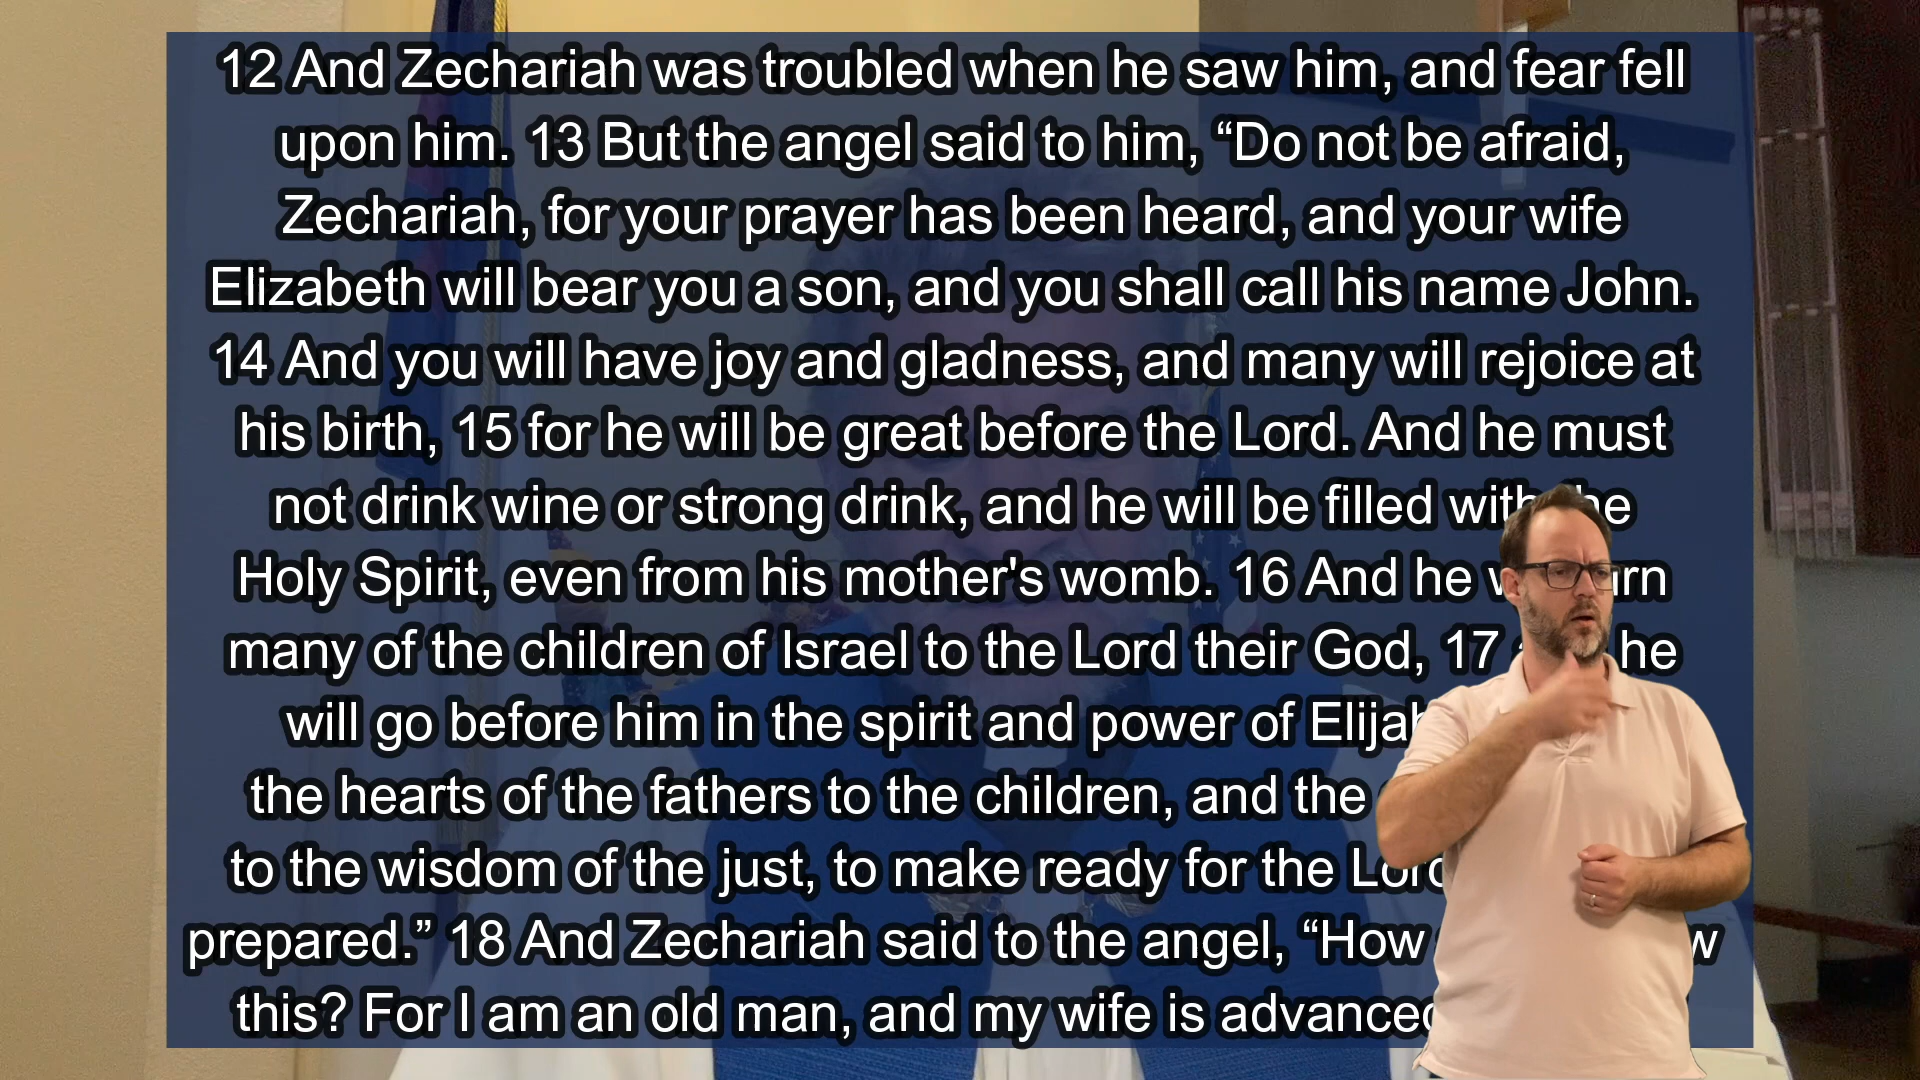 12 And Zechariah was troubled when he saw him, and fear fell
upon him. 13 But the angel said to him, “Do not be afraid,
Zechariah, for your prayer has been heard, and your wife
Elizabeth will bear you a son, and you shall call his name John.
14 And you will have joy and gladness, and many will rejoice at
his birth, 15 for he will be great before the Lord. And he must
not drink wine or strong drink, and he will be filled with
Holy Spirit, even from his mother's womb. 16 And he
many of the children of Israel to the Lord their God, 17 he
will go before him in the spirit and power of Elijah
the hearts of the fathers to the children, and the
to the wisdom of the just, to make ready for the Lord
prepared.” 18 And Zechariah said to the angel, “How
this? For I am an old man, and my wife is advanced